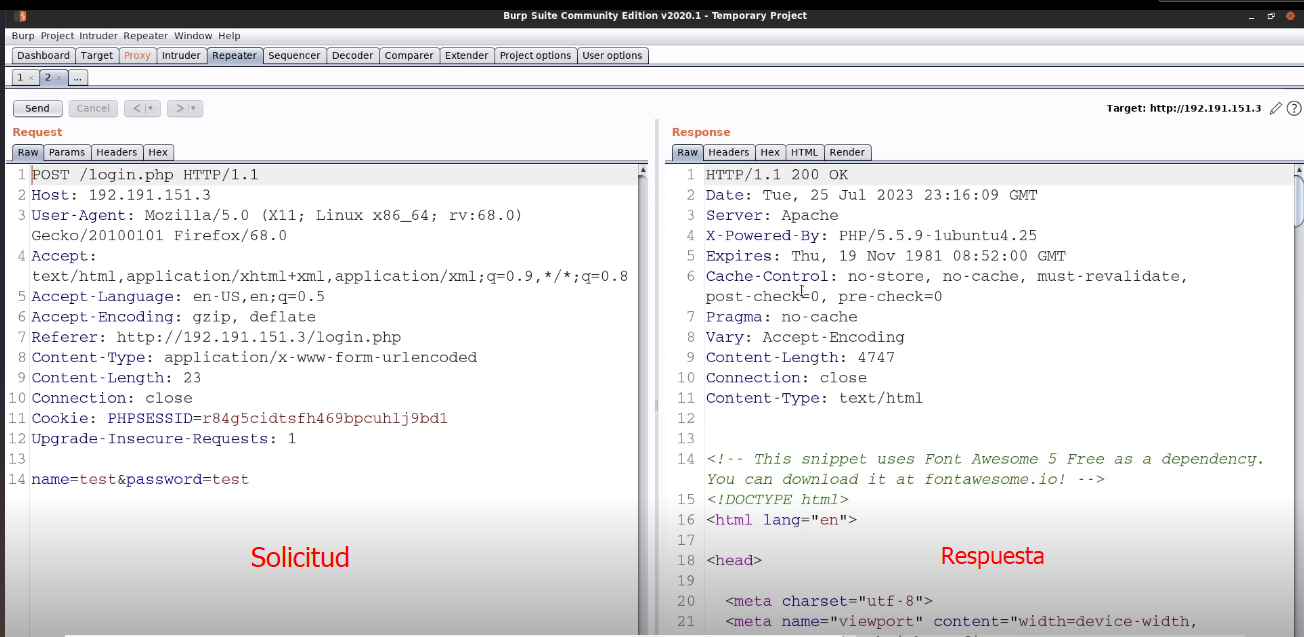 Burp Suite Community Edition v2020.1 - Temporary Project
Burp Project Intruder Repeater Window Help
Dashboard Target Proxy Intruder Repeater Sequencer Decoder Comparer Extender Project options User options
1 × 2 × ...
Send Cancel < > Target: http://192.191.151.3 ?
Request
Raw Params Headers Hex
1 POST /login.php HTTP/1.1
2 Host: 192.191.151.3
3 User-Agent: Mozilla/5.0 (X11; Linux x86_64; rv:68.0)
Gecko/20100101 Firefox/68.0
4 Accept:
text/html,application/xhtml+xml,application/xml;q=0.9,*/*;q=0.8
5 Accept-Language: en-US,en;q=0.5
6 Accept-Encoding: gzip, deflate
7 Referer: http://192.191.151.3/login.php
8 Content-Type: application/x-www-form-urlencoded
9 Content-Length: 23
10 Connection: close
11 Cookie: PHPSESSID=r84g5cidtsfh469bpcuhlj9bd1
12 Upgrade-Insecure-Requests: 1
13
14 name=test&password=test
Solicitud
Response
Raw Headers Hex HTML Render
1 HTTP/1.1 200 OK
2 Date: Tue, 25 Jul 2023 23:16:09 GMT
3 Server: Apache
4 X-Powered-By: PHP/5.5.9-1ubuntu4.25
5 Expires: Thu, 19 Nov 1981 08:52:00 GMT
6 Cache-Control: no-store, no-cache, must-revalidate,
post-check=0, pre-check=0
7 Pragma: no-cache
8 Vary: Accept-Encoding
9 Content-Length: 4747
10 Connection: close
11 Content-Type: text/html
12
13
14 <!-- This snippet uses Font Awesome 5 Free as a dependency.
You can download it at fontawesome.io! -->
15 <!DOCTYPE html>
16 <html lang="en">
17
18 <head>
19
20 <meta charset="utf-8">
21 <meta name="viewport" content="width=device-width,
Respuesta